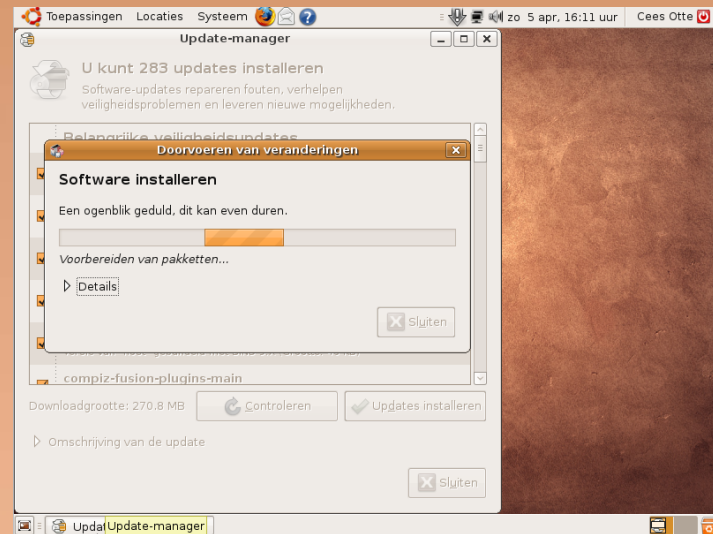 Toepassingen Locaties Systeem zo 5 apr, 16:11 uur Cees Otte
Update-manager
U kunt 283 updates installeren
Software-updates repareren fouten, verhelpen
veiligheidsproblemen en leveren nieuwe mogelijkheden.
Belangrijke veiligheidsupdates
Doorvoeren van veranderingen
Software installeren
Een ogenblik geduld, dit kan even duren.
Voorbereiden van pakketten...
Details
Sluiten
compiz-fusion-plugins-main
Downloadgrootte: 270.8 MB Controleren Updates installeren
Omschrijving van de update
Sluiten
Update-manager